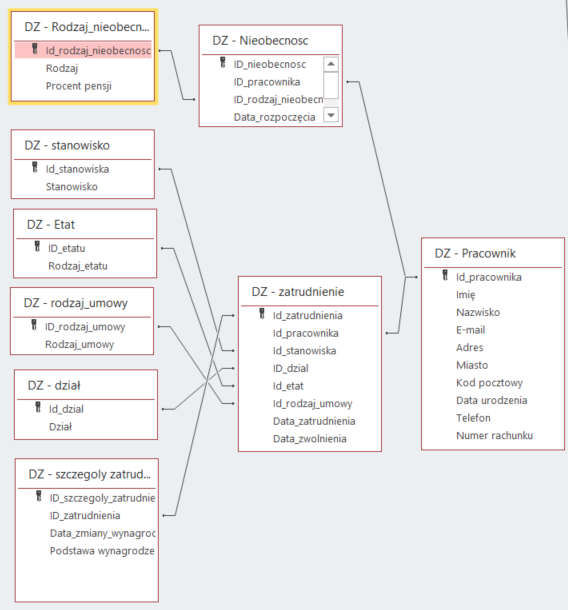 DZ - Rodzaj_nieobecn...
Id_rodzaj_nieobecnosc
Rodzaj
Procent pensji
DZ - Nieobecnosc
ID_nieobecnosc
ID_pracownika
ID_rodzaj_nieobecn
Data_rozpoczęcia
DZ - stanowisko
Id_stanowiska
Stanowisko
DZ - Etat
ID_etatu
Rodzaj_etatu
DZ - rodzaj_umowy
ID_rodzaj_umowy
Rodzaj_umowy
DZ - dział
Id_dzial
Dział
DZ - szczegoly zatrud...
ID_szczegoly_zatrudnie
ID_zatrudnienia
Data_zmiany_wynagroc
Podstawa wynagrodze
DZ - zatrudnienie
Id_zatrudnienia
Id_pracownika
Id_stanowiska
ID_dzial
Id_etat
Id_rodzaj_umowy
Data_zatrudnienia
Data_zwolnienia
DZ - Pracownik
Id_pracownika
Imię
Nazwisko
E-mail
Adres
Miasto
Kod pocztowy
Data urodzenia
Telefon
Numer rachunku